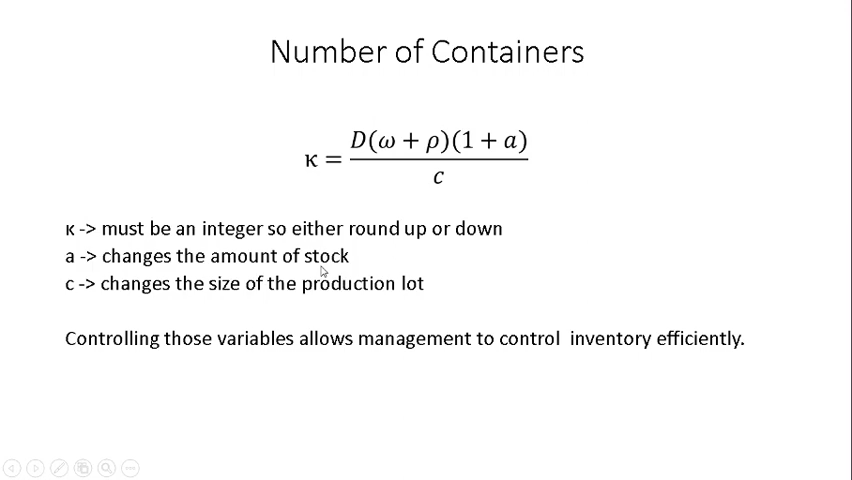 Number of Containers
κ = D(ω + ρ)(1 + a)
c
κ -> must be an integer so either round up or down
a -> changes the amount of stock
c -> changes the size of the production lot
Controlling those variables allows management to control  inventory efficiently.